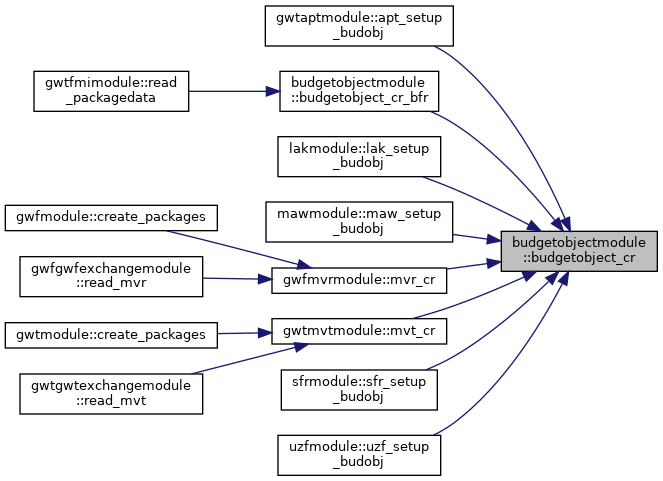 gwtaptmodule::apt_setup
_budobj
gwtfmimodule::read
_packagedata
budgetobjectmodule
::budgetobject_cr_bfr
lakmodule::lak_setup
_budobj
mawmodule::maw_setup
_budobj
gwfmodule::create_packages
budgetobjectmodule
::budgetobject_cr
gwfgwfexchangemodule
::read_mvr
gwfmvrmodule::mvr_cr
gwtmodule::create_packages
gwtmvtmodule::mvt_cr
gwtgwtexchangemodule
::read_mvt
sfrmodule::sfr_setup
_budobj
uzfmodule::uzf_setup
_budobj